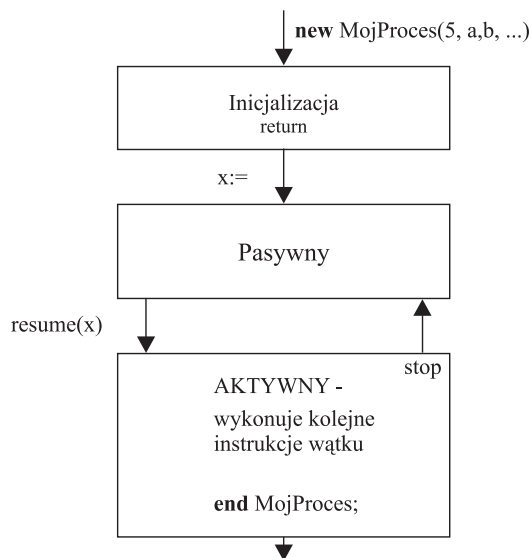 new MojProces(5, a,b, ...)
Inicjalizacja
return
x:=
Pasywny
resume(x)
stop
AKTYWNY -
wykonuje kolejne
instrukcje wątku
end MojProces;